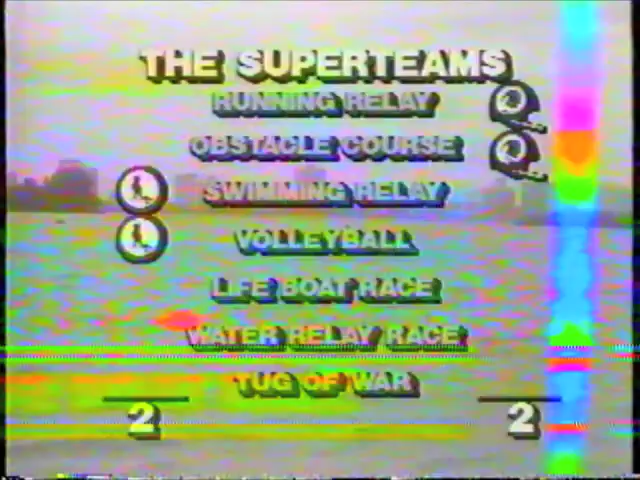 THE SUPERTEAMS
RUNNING RELAY
OBSTACLE COURSE
SWIMMING RELAY
VOLLEYBALL
LIFE BOAT RACE
WATER RELAY RACE
TUG OF WAR
2 2